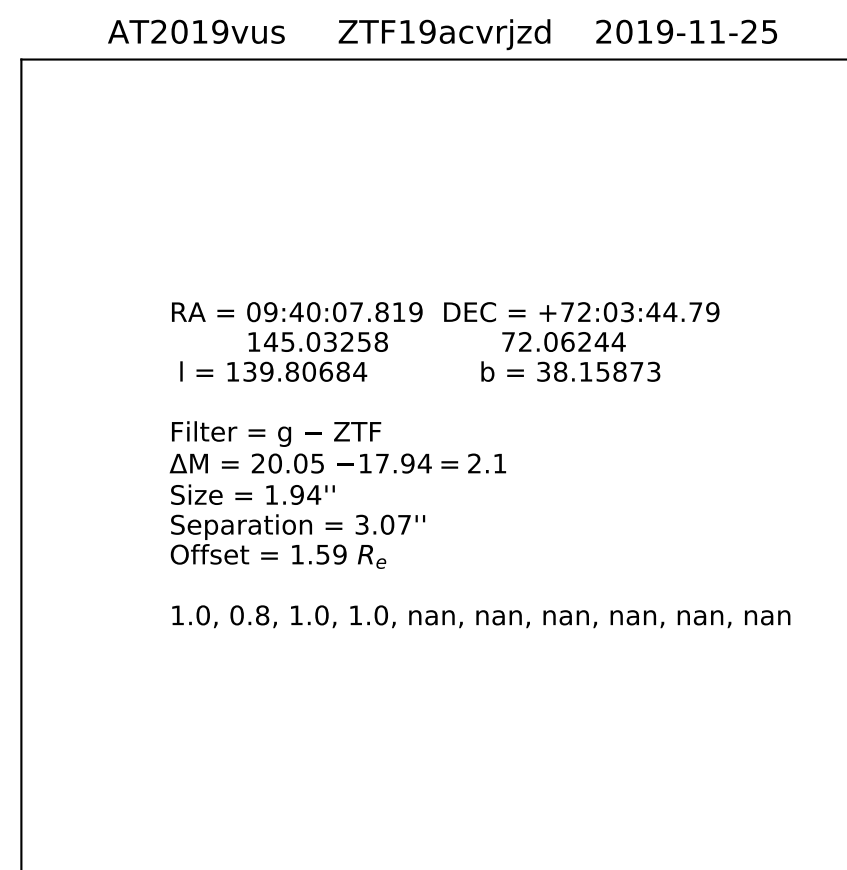 AT2019vus ZTF19acvrjzd 2019-11-25
RA = 09:40:07.819 DEC = +72:03:44.79
145.03258 72.06244
l = 139.80684 b = 38.15873
Filter = g − ZTF
ΔM = 20.05 −17.94 = 2.1
Size = 1.94''
Separation = 3.07''
Offset = 1.59 Rₑ
1.0, 0.8, 1.0, 1.0, nan, nan, nan, nan, nan, nan